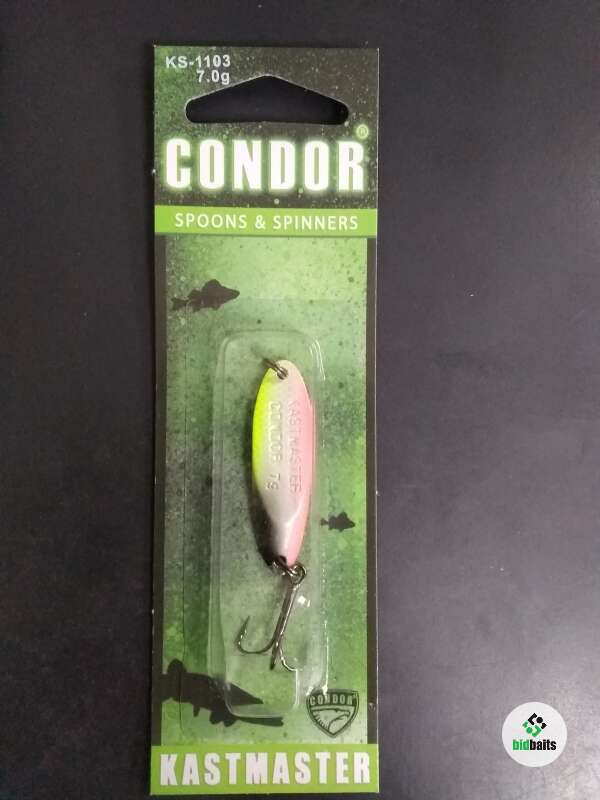 KS-1103
7.0g
CONDOR®
SPOONS & SPINNERS
KASTMASTER
CONDOR 7g
CONDOR
KASTMASTER
bidbaits